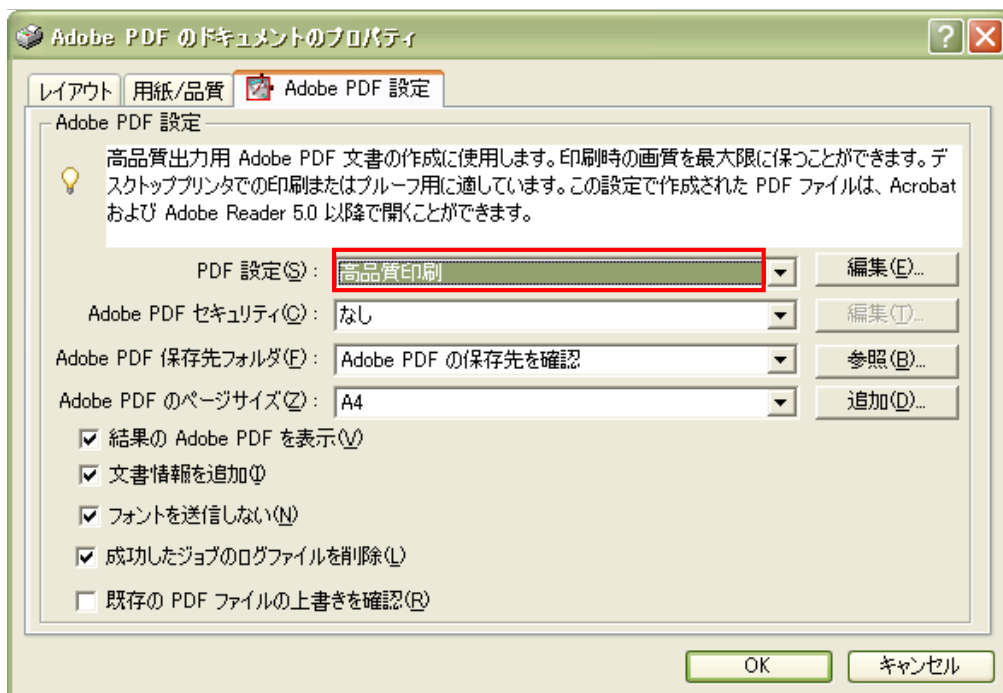 Adobe PDF のドキュメントのプロパティ
レイアウト 用紙/品質 Adobe PDF 設定
Adobe PDF 設定
高品質出力用 Adobe PDF 文書の作成に使用します。印刷時の画質を最大限に保つことができます。デ
スクトッププリンタでの印刷またはプルーフ用に適しています。この設定で作成された PDF ファイルは、Acrobat
および Adobe Reader 5.0 以降で開くことができます。
PDF 設定(S): 高品質印刷 編集(E)...
Adobe PDF セキュリティ(C): なし 編集(T)...
Adobe PDF 保存先フォルダ(F): Adobe PDF の保存先を確認 参照(B)...
Adobe PDF のページサイズ(Z): A4 追加(D)...
結果の Adobe PDF を表示(V)
文書情報を追加(I)
フォントを送信しない(N)
成功したジョブのログファイルを削除(L)
既存の PDF ファイルの上書きを確認(R)
OK キャンセル